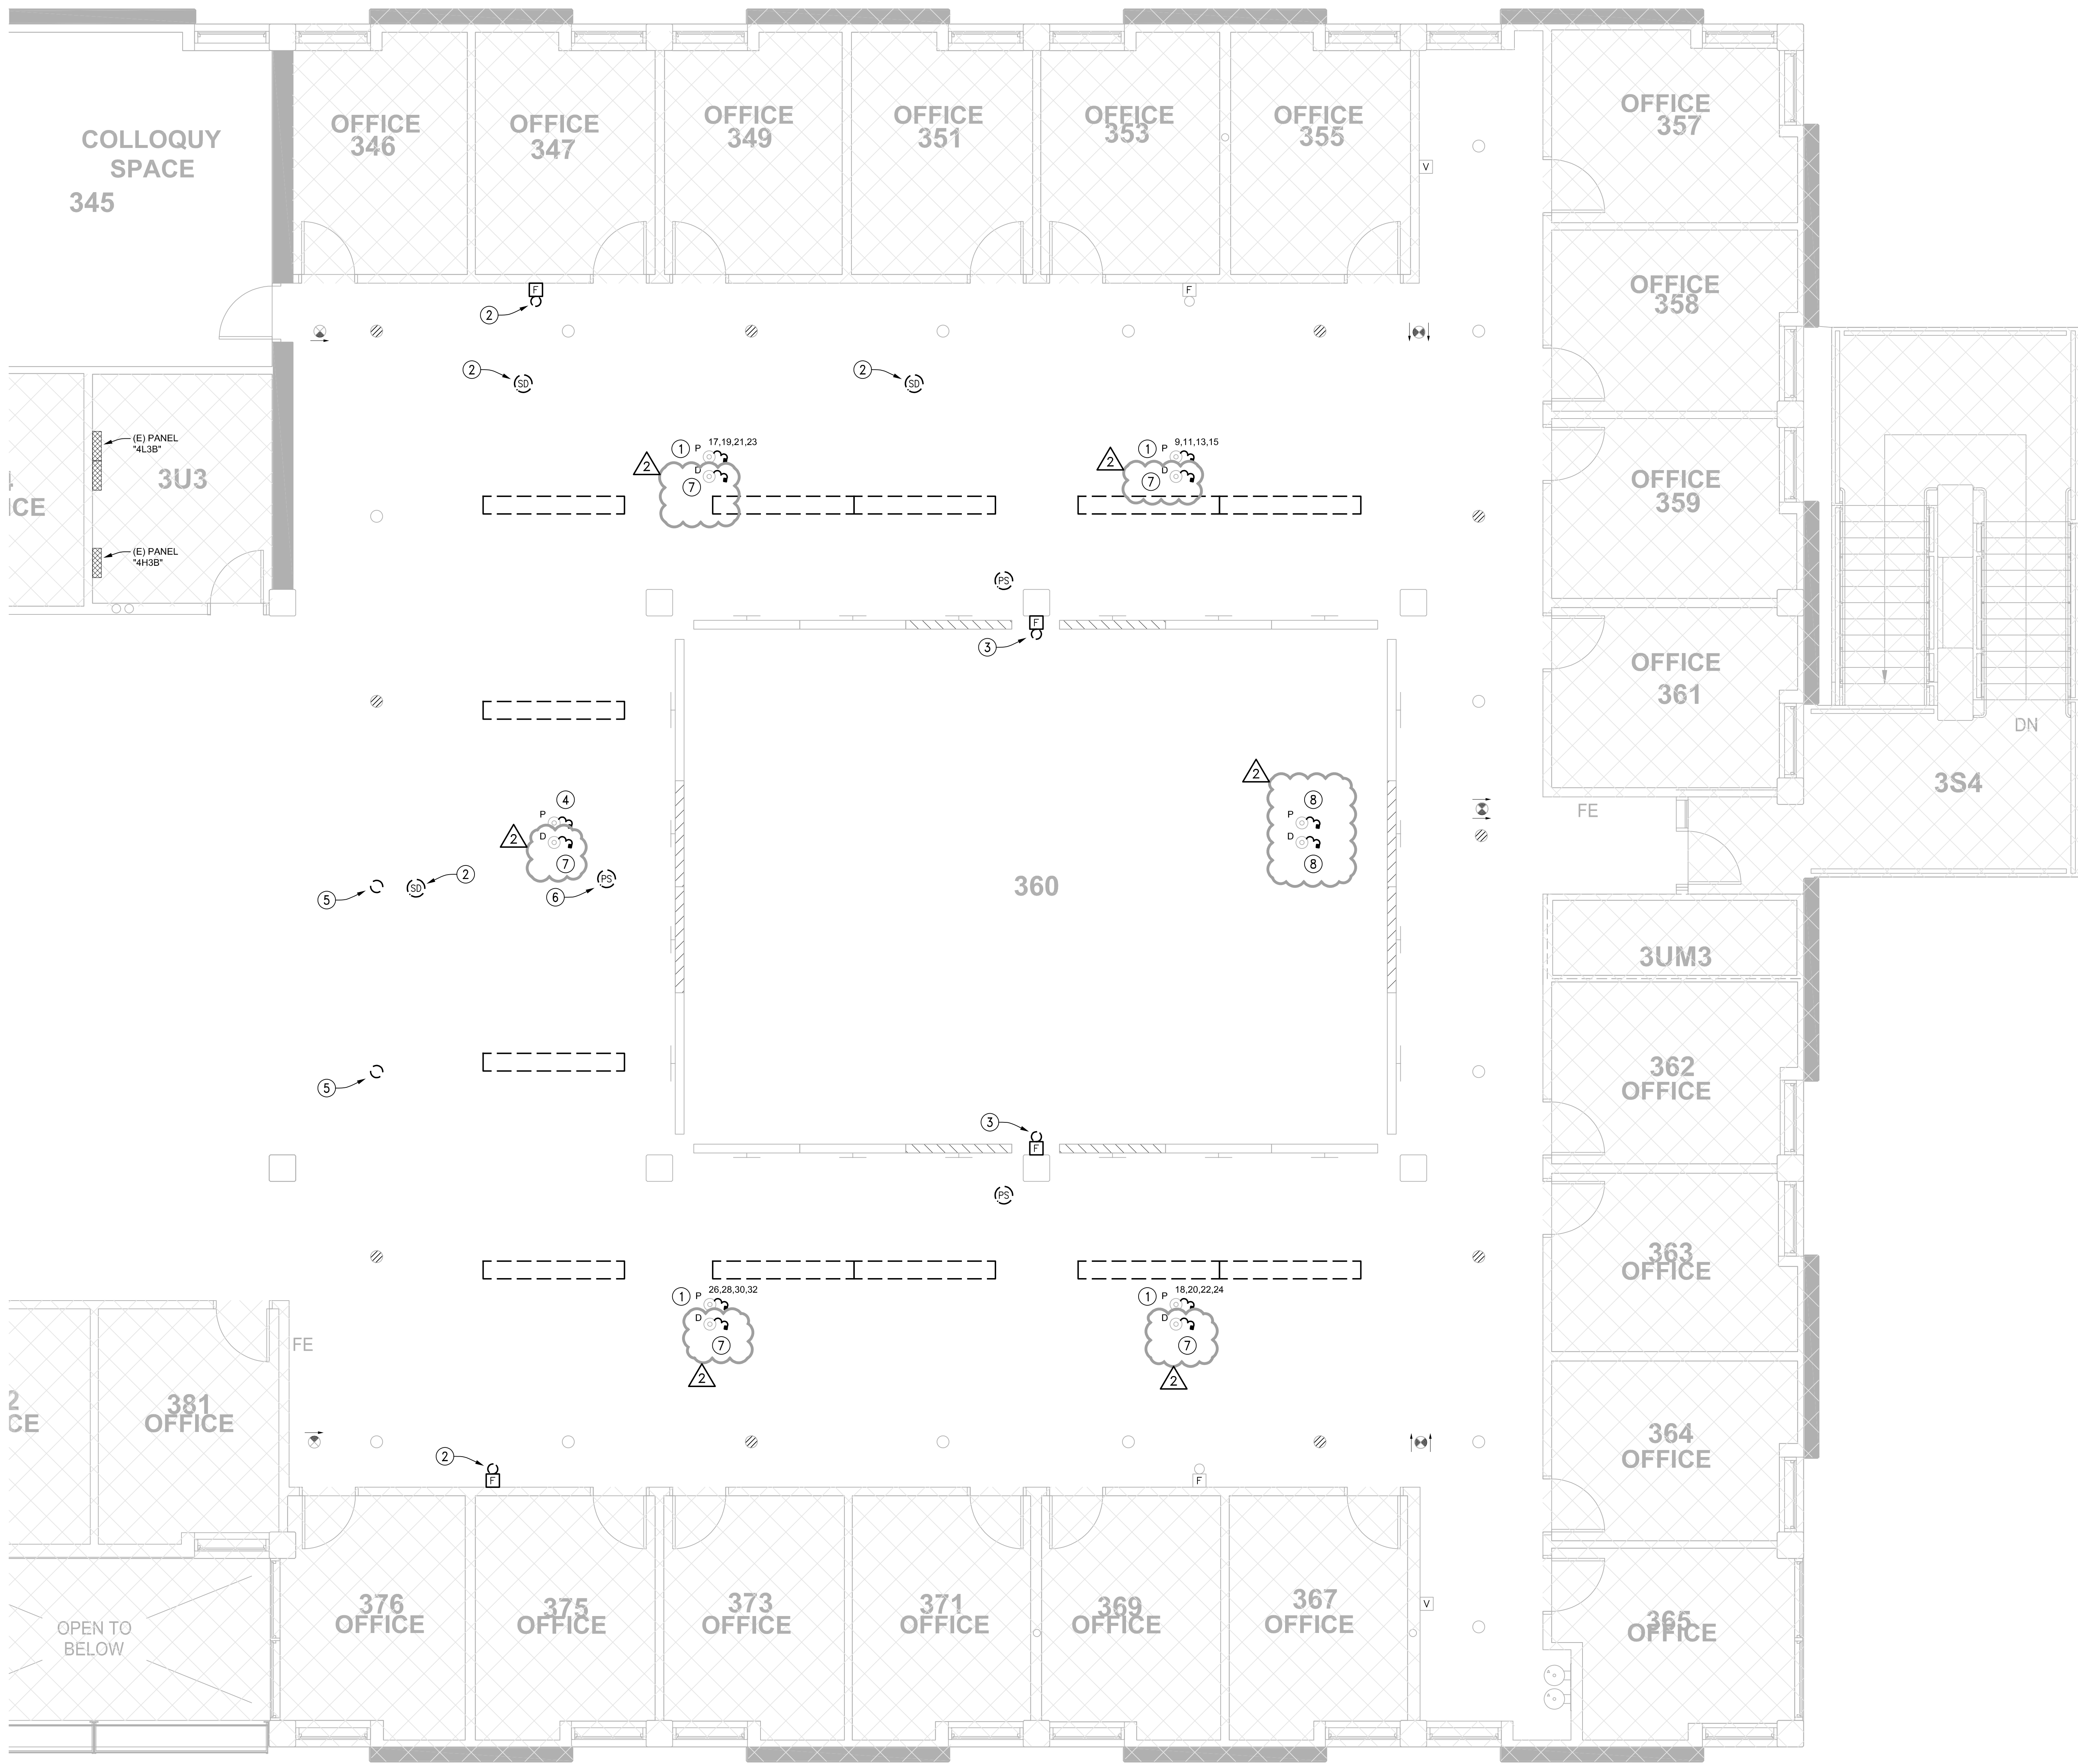 COLLOQUY
SPACE
345
OFFICE
346
OFFICE
347
OFFICE
349
OFFICE
351
OFFICE
353
OFFICE
355
OFFICE
357
V
OFFICE
358
F
2
F
2
SD
2
SD
(E) PANEL
"4L3B"
3U3
ICE
(E) PANEL
"4H3B"
1
P
17,19,21,23
2
D
7
1
P
9,11,13,15
2
D
7
OFFICE
359
PS
F
3
OFFICE
361
DN
3S4
FE
4
P
2
D
7
2
8
P
D
8
5
SD
2
6
PS
360
3UM3
5
362
OFFICE
3
F
PS
363
OFFICE
1
P
26,28,30,32
D
7
2
1
P
18,20,22,24
D
7
2
FE
2
CE
381
OFFICE
364
OFFICE
2
F
F
376
OFFICE
375
OFFICE
373
OFFICE
371
OFFICE
369
OFFICE
367
OFFICE
V
365
OFFICE
OPEN TO
BELOW